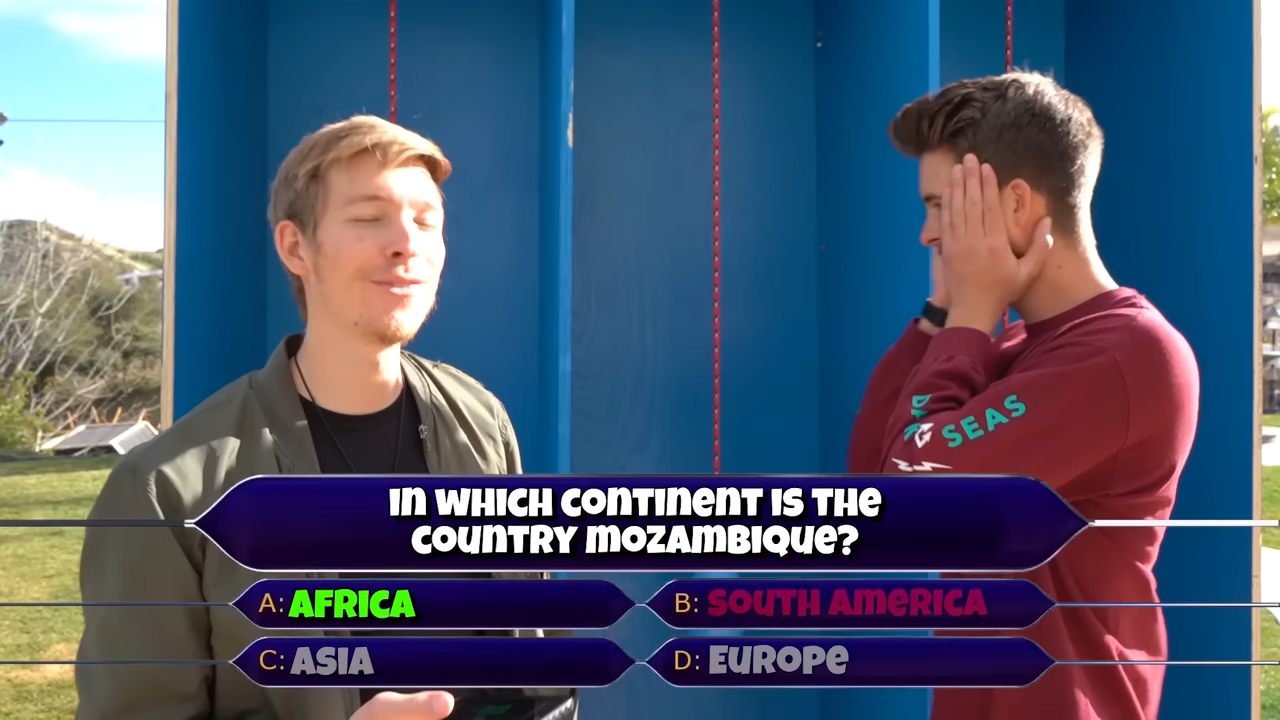 SEAS
In which continent is the
country Mozambique?
A: Africa
B: South America
C: Asia
D: Europe